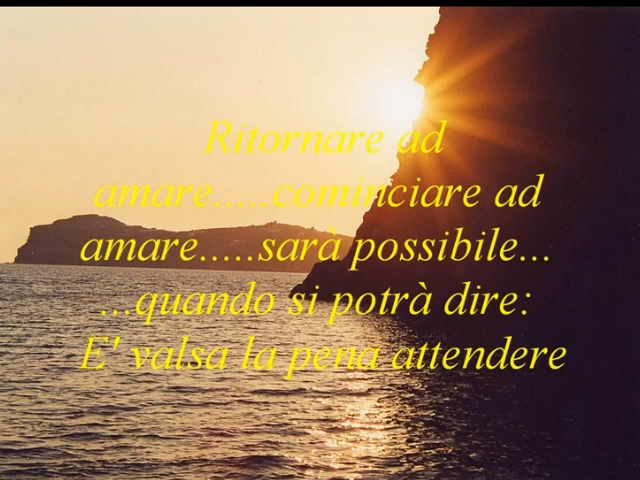 Ritornare ad
amare.....cominciare ad
amare.....sarà possibile...
...quando si potrà dire:
E' valsa la pena attendere